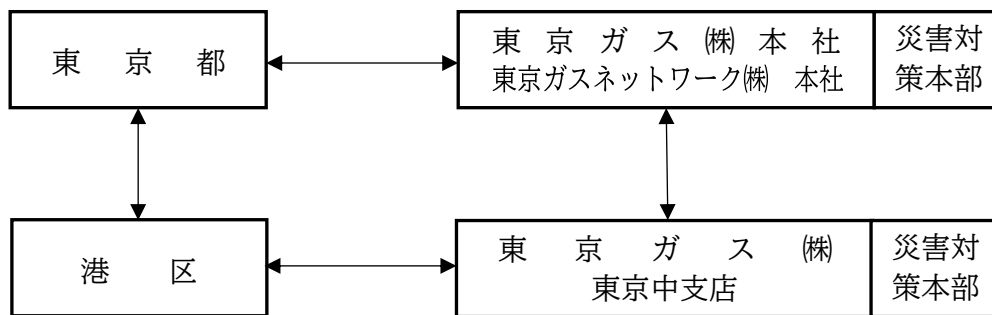 東京都
東京ガス㈱本社
東京ガスネットワーク㈱ 本社
災害対
策本部
港区
東京ガス㈱
東京中支店
災害対
策本部